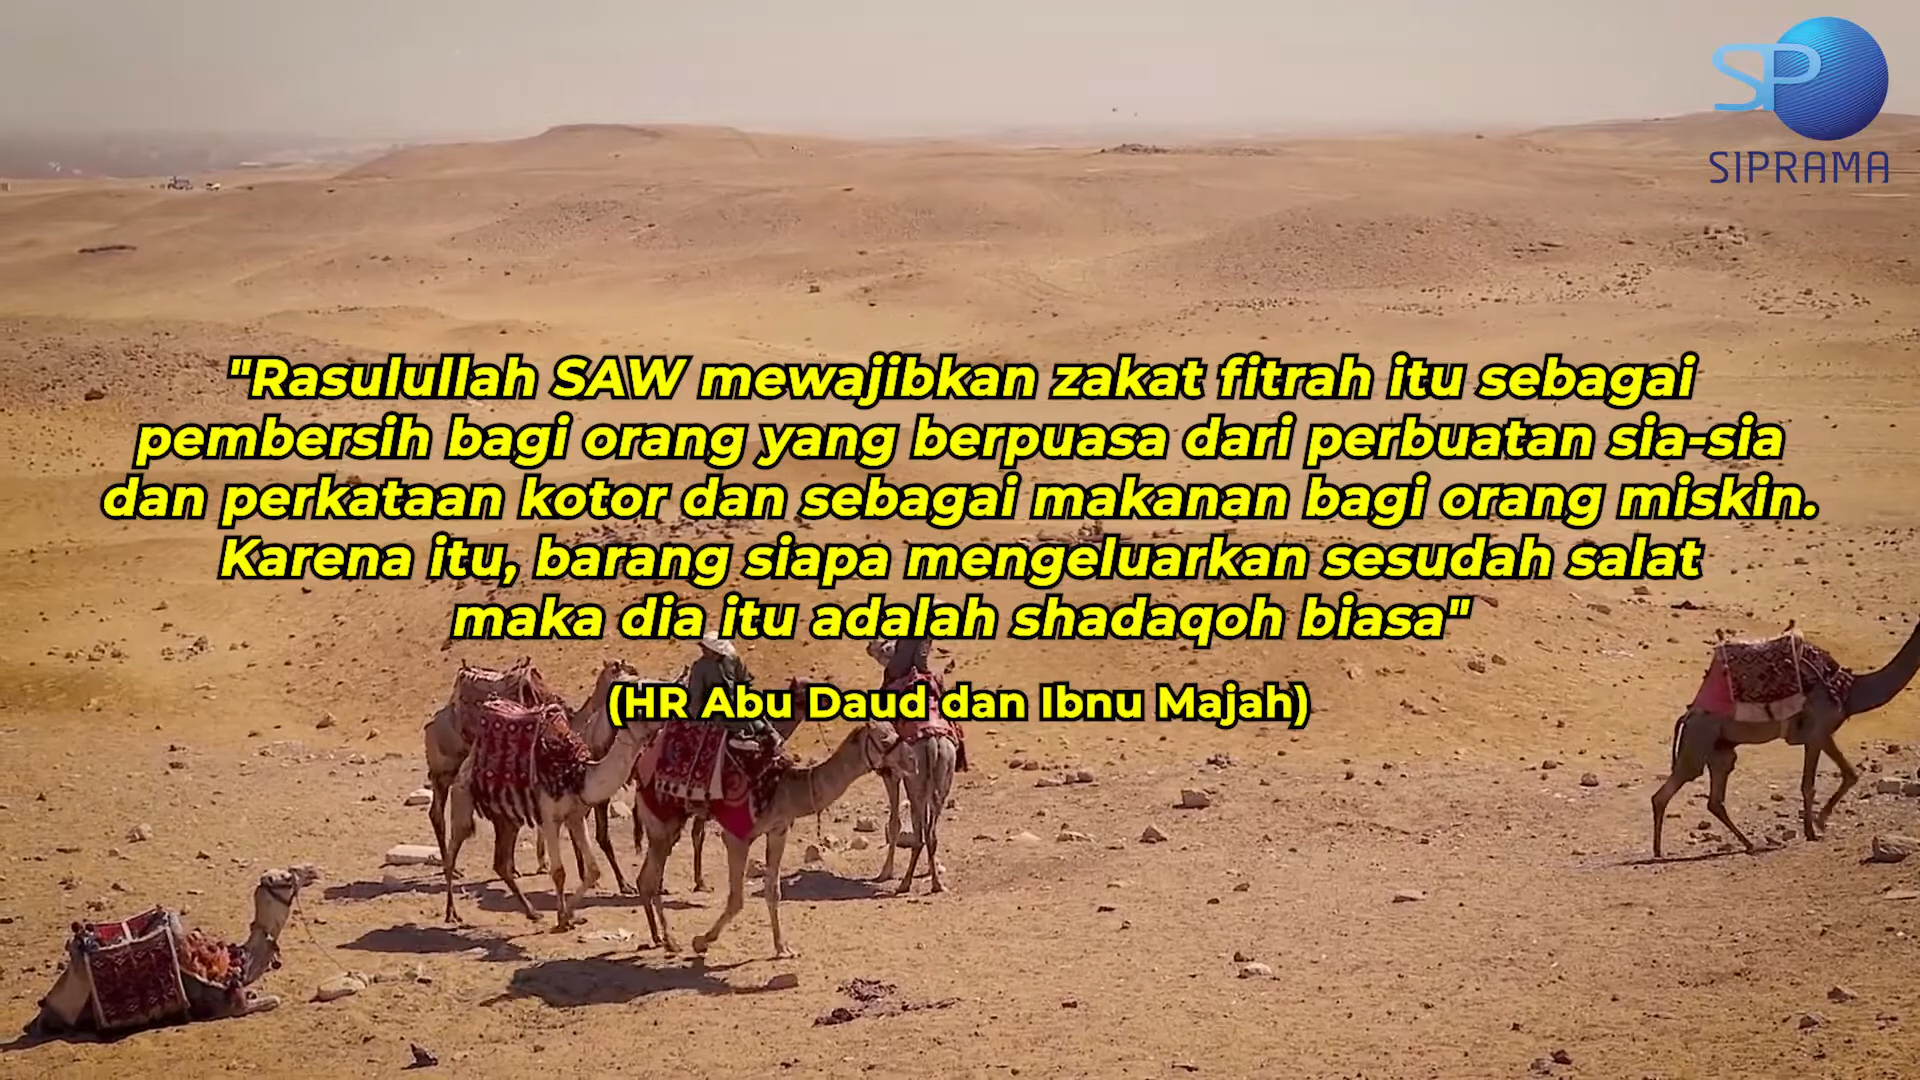 SP
SIPRAMA
"Rasulullah SAW mewajibkan zakat fitrah itu sebagai
pembersih bagi orang yang berpuasa dari perbuatan sia-sia
dan perkataan kotor dan sebagai makanan bagi orang miskin.
Karena itu, barang siapa mengeluarkan sesudah salat
maka dia itu adalah shadaqoh biasa"
(HR Abu Daud dan Ibnu Majah)